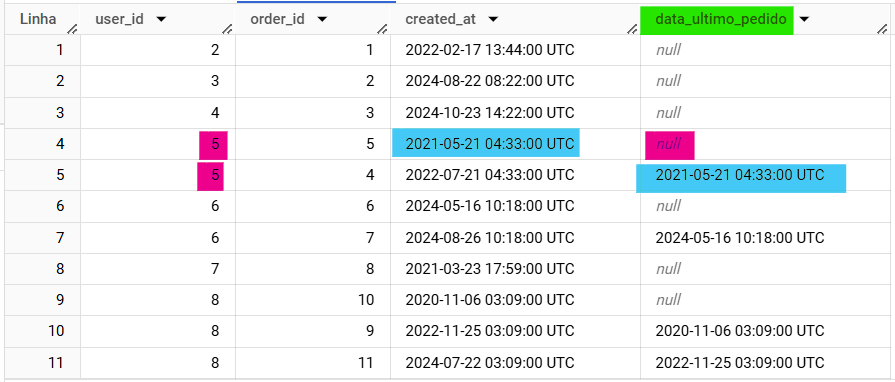 Linha user_id order_id created_at data_ultimo_pedido
1 2 1 2022-02-17 13:44:00 UTC null
2 3 2 2024-08-22 08:22:00 UTC null
3 4 3 2024-10-23 14:22:00 UTC null
4 5 5 2021-05-21 04:33:00 UTC null
5 5 4 2022-07-21 04:33:00 UTC 2021-05-21 04:33:00 UTC
6 6 6 2024-05-16 10:18:00 UTC null
7 6 7 2024-08-26 10:18:00 UTC 2024-05-16 10:18:00 UTC
8 7 8 2021-03-23 17:59:00 UTC null
9 8 10 2020-11-06 03:09:00 UTC null
10 8 9 2022-11-25 03:09:00 UTC 2020-11-06 03:09:00 UTC
11 8 11 2024-07-22 03:09:00 UTC 2022-11-25 03:09:00 UTC